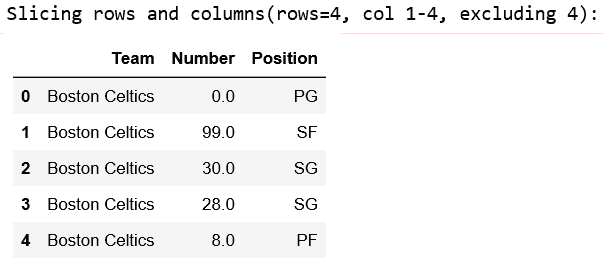 Slicing rows and columns(rows=4, col 1-4, excluding 4):
Team Number Position
0 Boston Celtics 0.0 PG
1 Boston Celtics 99.0 SF
2 Boston Celtics 30.0 SG
3 Boston Celtics 28.0 SG
4 Boston Celtics 8.0 PF